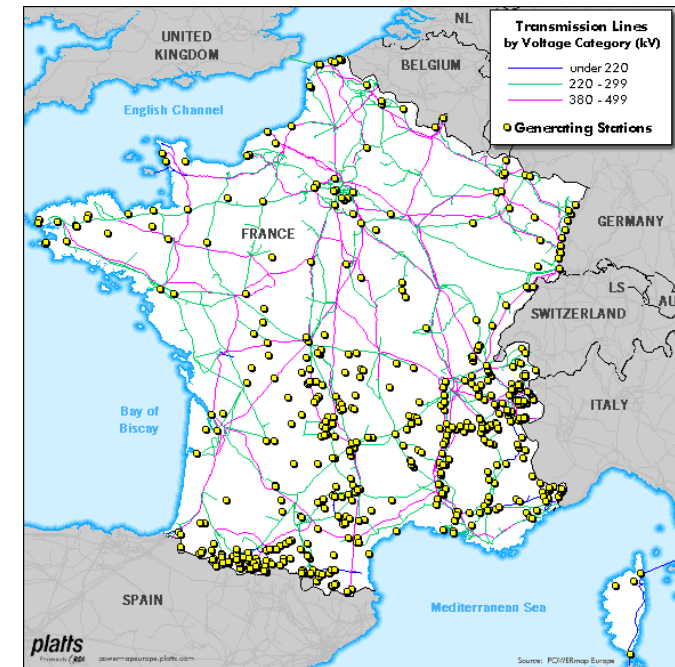 NL
UNITED
KINGDOM
BELGIUM
Transmission Lines
by Voltage Category (kV)
under 220
220 - 299
380 - 499
Generating Stations
English Channel
FRANCE
GERMANY
LS
AU
SWITZERLAND
ITALY
Bay of
Biscay
SPAIN
Mediterranean Sea
platts
Formerly RDI
powermapeurope.platts.com
Source: POWERmap Europe